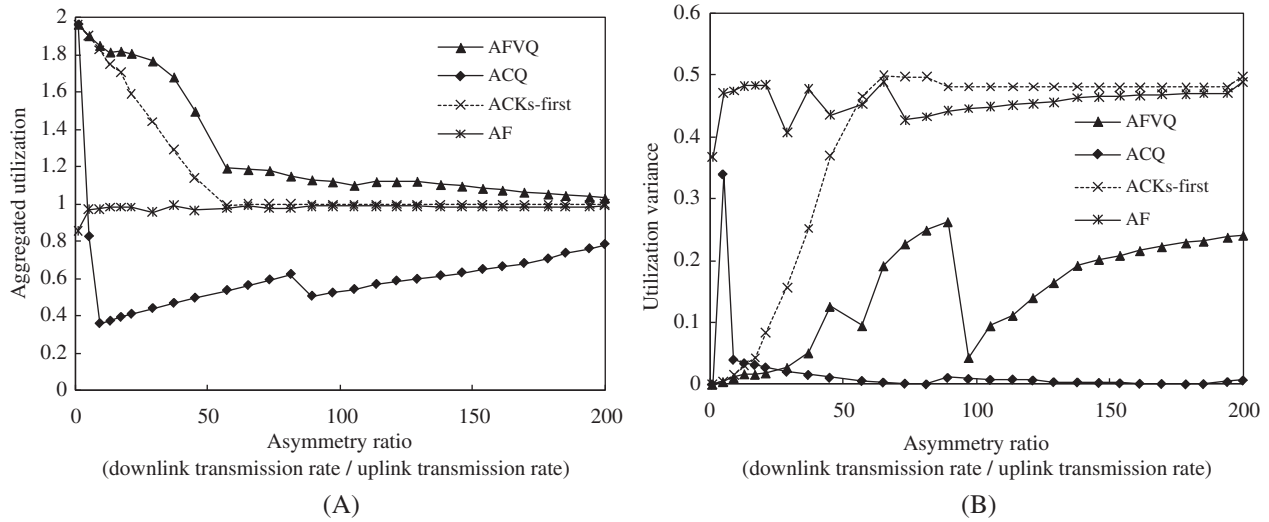 2
1.8
1.6
1.4
1.2
1
0.8
0.6
0.4
0.2
0
Aggregated utilization
AFVQ
ACQ
ACKs-first
AF
0 50 100 150 200
Asymmetry ratio
(downlink transmission rate / uplink transmission rate)
(A)
0.6
0.5
0.4
0.3
0.2
0.1
0
Utilization variance
AFVQ
ACQ
ACKs-first
AF
0 50 100 150 200
Asymmetry ratio
(downlink transmission rate / uplink transmission rate)
(B)